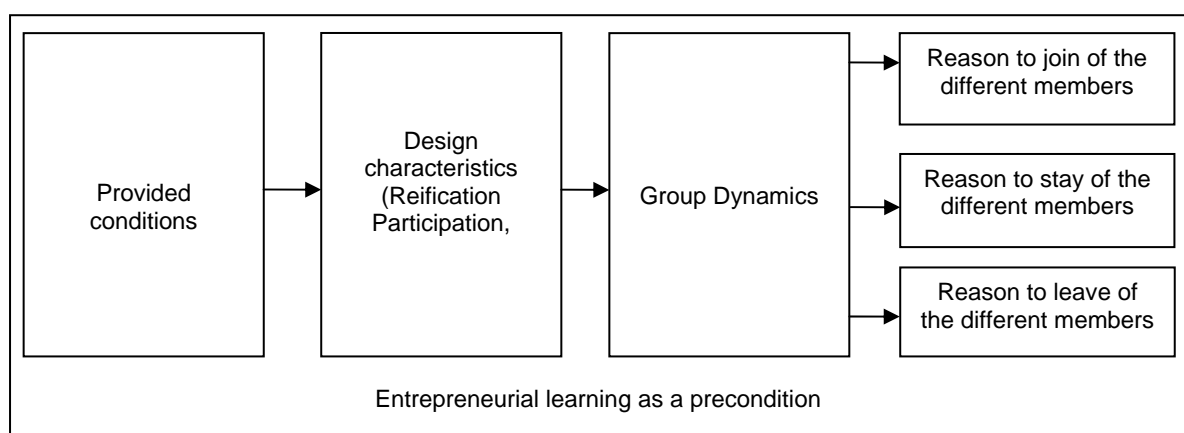 Provided
conditions
Design
characteristics
(Reification
Participation,
Group Dynamics
Reason to join of the
different members
Reason to stay of the
different members
Reason to leave of
the different members
Entrepreneurial learning as a precondition